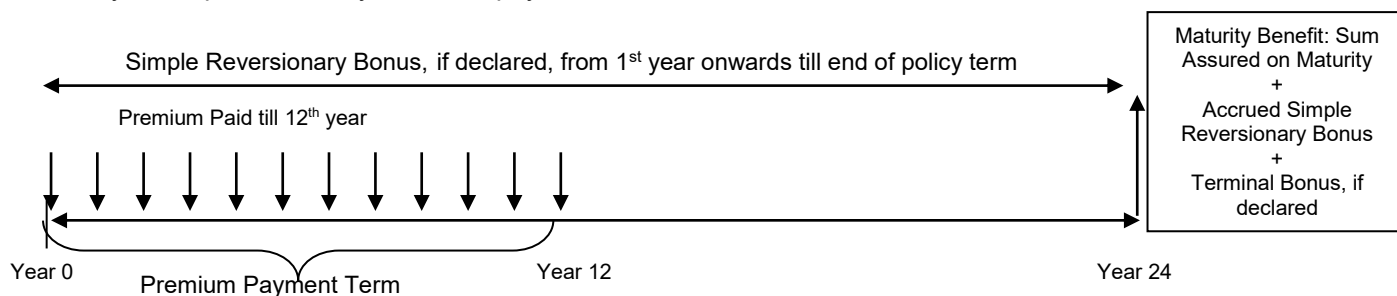 Simple Reversionary Bonus, if declared, from 1st year onwards till end of policy term
Premium Paid till 12th year
Maturity Benefit: Sum
Assured on Maturity
+
Accrued Simple
Reversionary Bonus
+
Terminal Bonus, if
declared
Year 0
Premium Payment Term
Year 12
Year 24